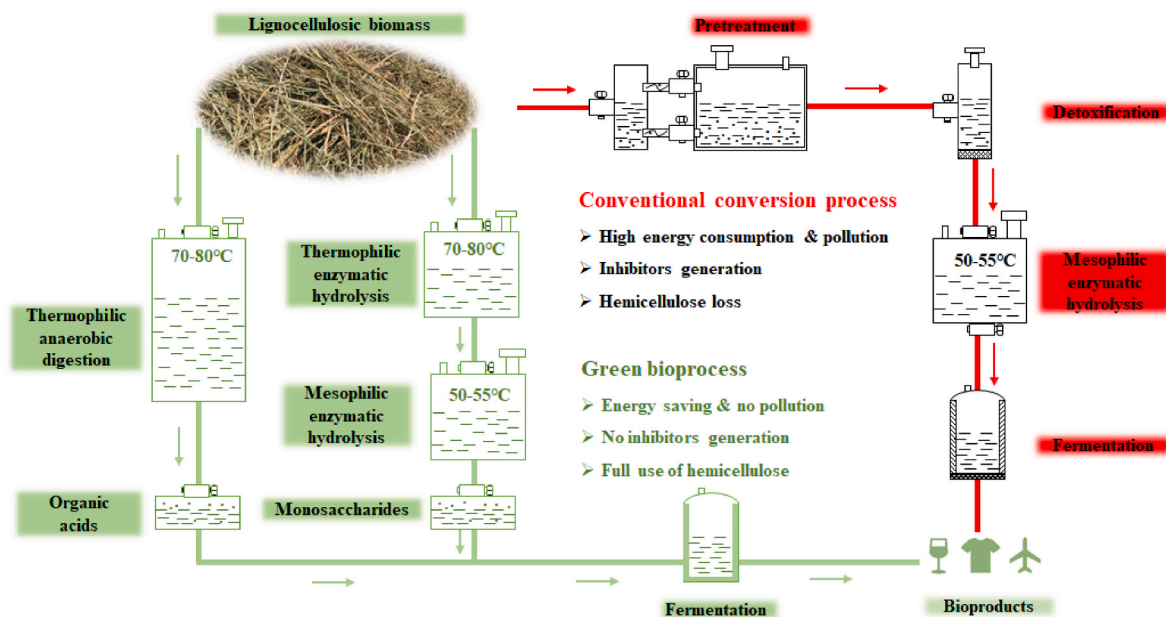 Lignocellulosic biomass
Pretreatment
Detoxification
Conventional conversion process
➢ High energy consumption & pollution
➢ Inhibitors generation
➢ Hemicellulose loss
70-80°C
Thermophilic
enzymatic
hydrolysis
70-80°C
50-55°C
Mesophilic
enzymatic
hydrolysis
Thermophilic
anaerobic
digestion
Green bioprocess
➢ Energy saving & no pollution
➢ No inhibitors generation
➢ Full use of hemicellulose
Mesophilic
enzymatic
hydrolysis
50-55°C
Fermentation
Organic
acids
Monosaccharides
Fermentation
Bioproducts